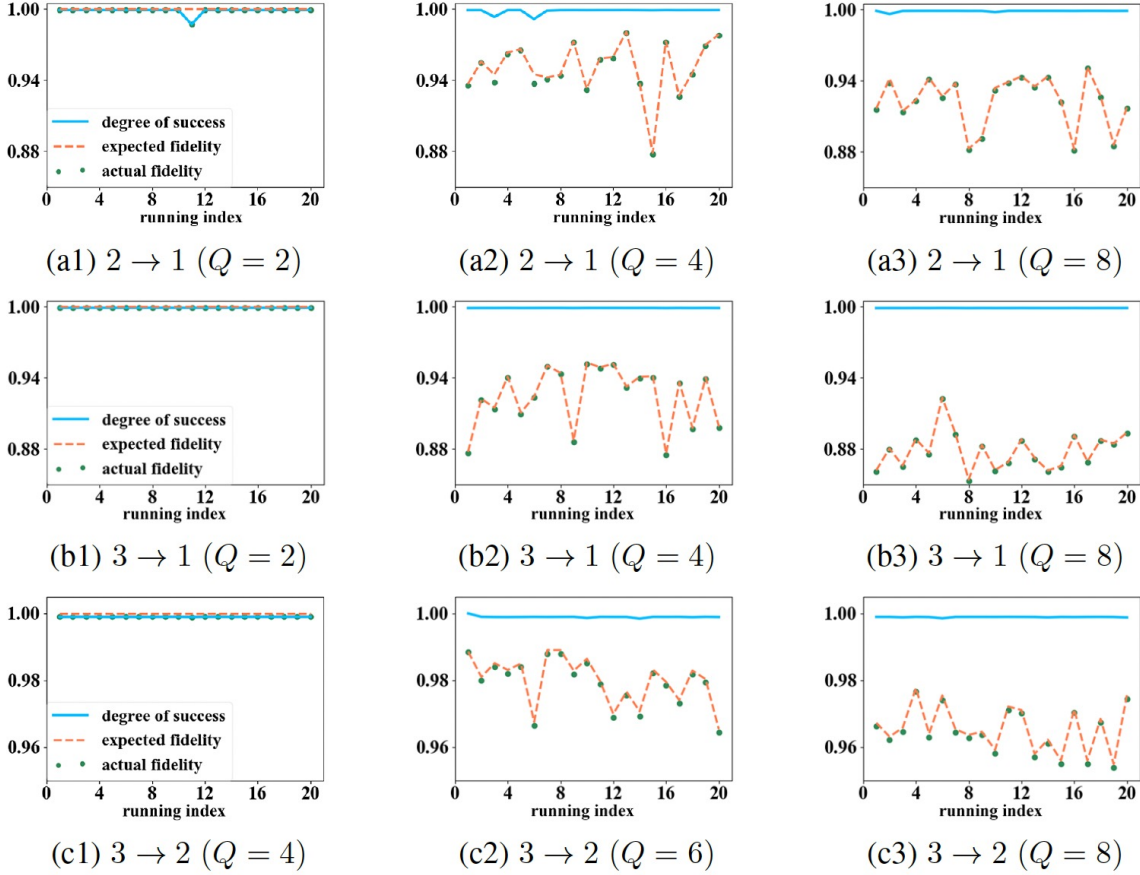 1.00
0.94
0.88
degree of success
expected fidelity
actual fidelity
0 4 8 12 16 20
running index
(a1) 2 → 1 (Q = 2)
1.00
0.94
0.88
0 4 8 12 16 20
running index
(a2) 2 → 1 (Q = 4)
1.00
0.94
0.88
0 4 8 12 16 20
running index
(a3) 2 → 1 (Q = 8)
1.00
0.94
0.88
degree of success
expected fidelity
actual fidelity
0 4 8 12 16 20
running index
(b1) 3 → 1 (Q = 2)
1.00
0.94
0.88
0 4 8 12 16 20
running index
(b2) 3 → 1 (Q = 4)
1.00
0.94
0.88
0 4 8 12 16 20
running index
(b3) 3 → 1 (Q = 8)
1.00
0.98
0.96
degree of success
expected fidelity
actual fidelity
0 4 8 12 16 20
running index
(c1) 3 → 2 (Q = 4)
1.00
0.98
0.96
0 4 8 12 16 20
running index
(c2) 3 → 2 (Q = 6)
1.00
0.98
0.96
0 4 8 12 16 20
running index
(c3) 3 → 2 (Q = 8)